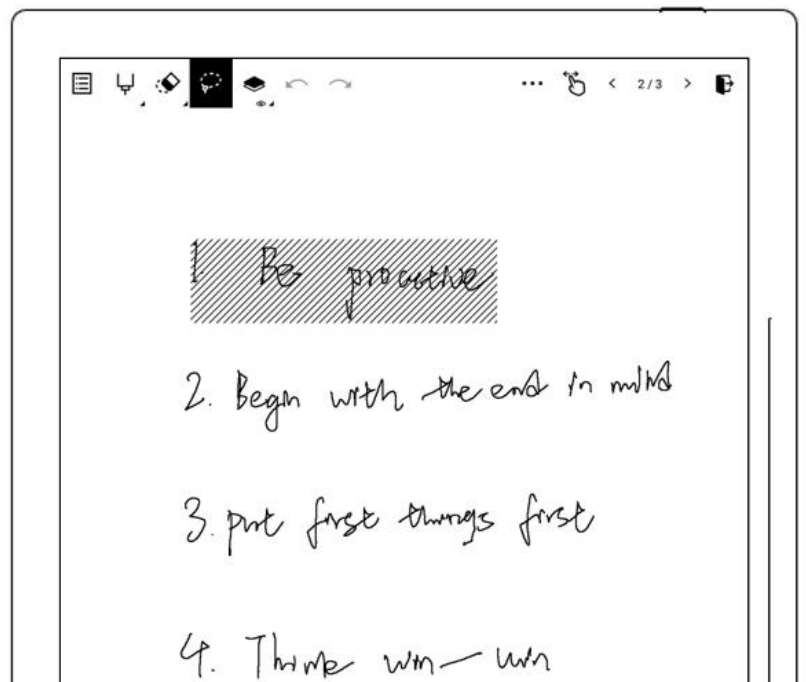 2/3
1. Be proactive
2. Begin with the end in mind
3. put first things first
4. Think win-win